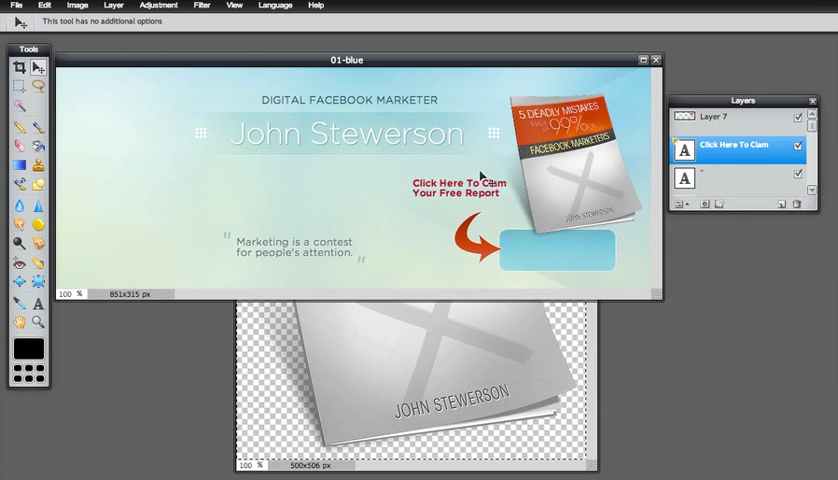 File Edit Image Layer Adjustment Filter View Language Help
This tool has no additional options
Tools
01-blue
DIGITAL FACEBOOK MARKETER
John Stewerson
5 DEADLY MISTAKES
99%
FACEBOOK MARKETERS
JOHN STEWERSON
Click Here To Clam
Your Free Report
" Marketing is a contest
for people's attention. "
100 % 851x315 px
Layers
Layer 7
A Click Here To Clam
A "
A
JOHN STEWERSON
100 % 500x506 px